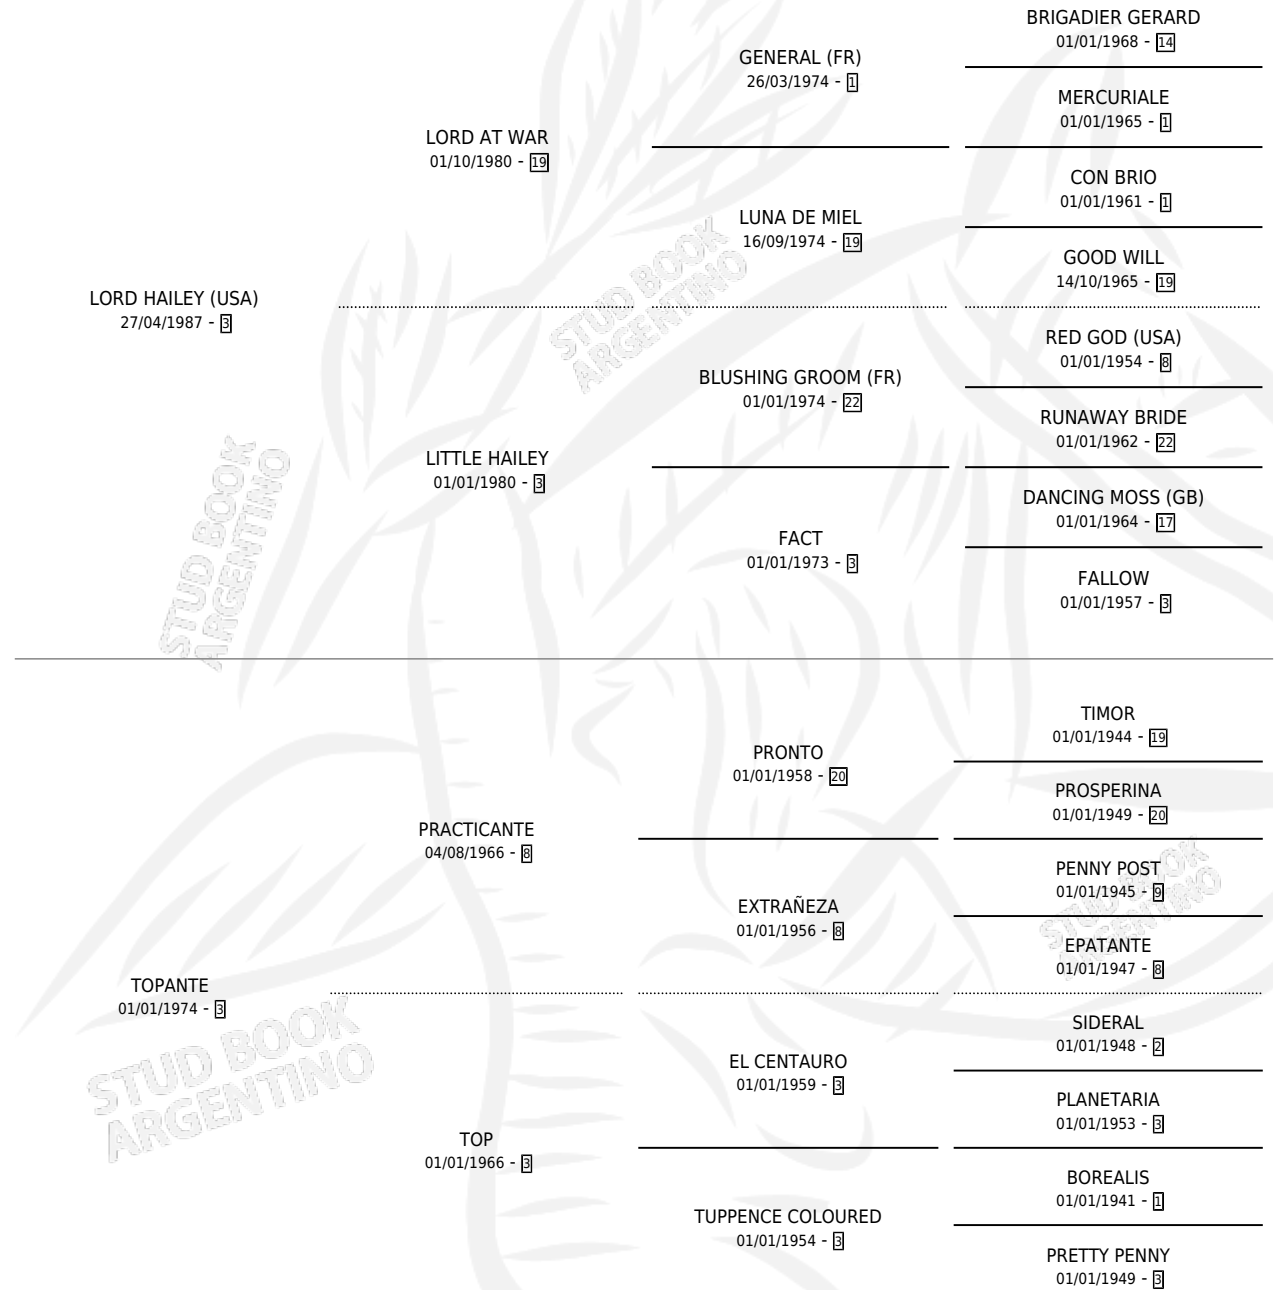 BRIGADIER GERARD
01/01/1968 - 14
GENERAL (FR)
26/03/1974 - 1
MERCURIALE
01/01/1965 - 1
LORD AT WAR
01/10/1980 - 19
CON BRIO
01/01/1961 - 1
LUNA DE MIEL
16/09/1974 - 19
GOOD WILL
14/10/1965 - 19
LORD HAILEY (USA)
27/04/1987 - 3
RED GOD (USA)
01/01/1954 - 8
BLUSHING GROOM (FR)
01/01/1974 - 22
RUNAWAY BRIDE
01/01/1962 - 22
LITTLE HAILEY
01/01/1980 - 3
DANCING MOSS (GB)
01/01/1964 - 17
FACT
01/01/1973 - 3
FALLOW
01/01/1957 - 3
TIMOR
01/01/1944 - 19
PRONTO
01/01/1958 - 20
PROSPERINA
01/01/1949 - 20
PRACTICANTE
04/08/1966 - 8
PENNY POST
01/01/1945 - 9
EXTRAÑEZA
01/01/1956 - 8
EPATANTE
01/01/1947 - 8
TOPANTE
01/01/1974 - 3
SIDERAL
01/01/1948 - 2
EL CENTAURO
01/01/1959 - 3
PLANETARIA
01/01/1953 - 3
TOP
01/01/1966 - 3
BOREALIS
01/01/1941 - 1
TUPPENCE COLOURED
01/01/1954 - 3
PRETTY PENNY
01/01/1949 - 3
STUD BOOK
ARGENTINO
STUD BOOK
ARGENTINO
STUD BOOK
ARGENTINO
STUD BOOK
ARGENTINO